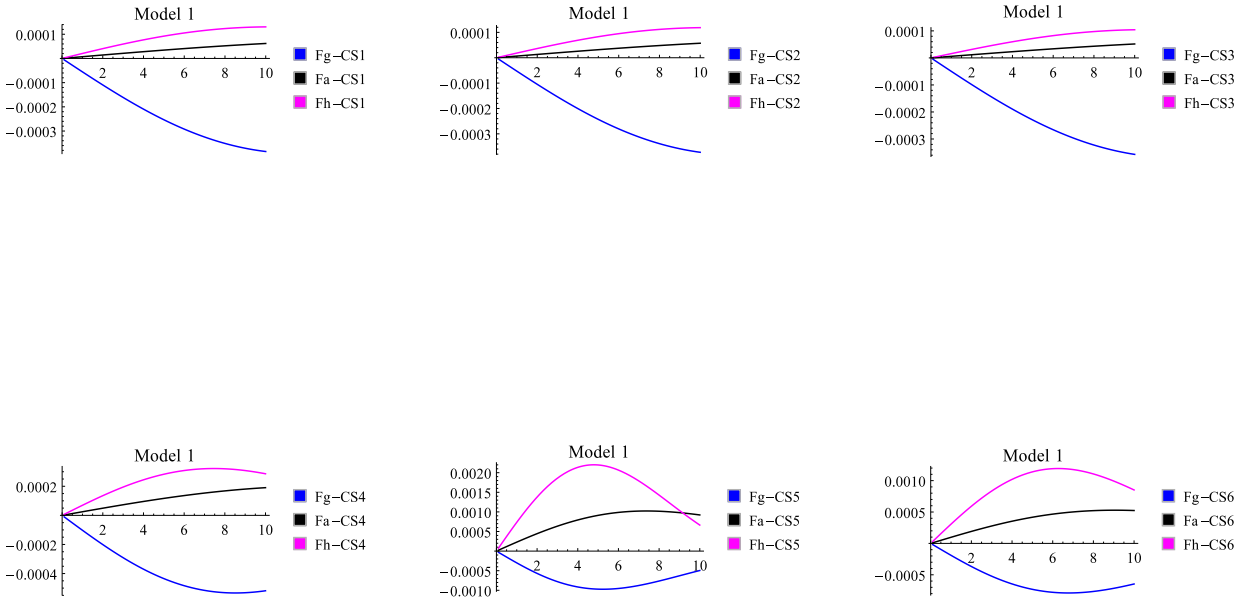 Model 1
0.0001
−0.0001
−0.0002
−0.0003
2 4 6 8 10
Fg−CS1
Fa−CS1
Fh−CS1
Model 1
0.0001
−0.0001
−0.0002
−0.0003
2 4 6 8 10
Fg−CS2
Fa−CS2
Fh−CS2
Model 1
0.0001
−0.0001
−0.0002
−0.0003
2 4 6 8 10
Fg−CS3
Fa−CS3
Fh−CS3
Model 1
0.0002
−0.0002
−0.0004
2 4 6 8 10
Fg−CS4
Fa−CS4
Fh−CS4
Model 1
0.0020
0.0015
0.0010
0.0005
−0.0005
−0.0010
2 4 6 8 10
Fg−CS5
Fa−CS5
Fh−CS5
Model 1
0.0010
0.0005
−0.0005
2 4 6 8 10
Fg−CS6
Fa−CS6
Fh−CS6